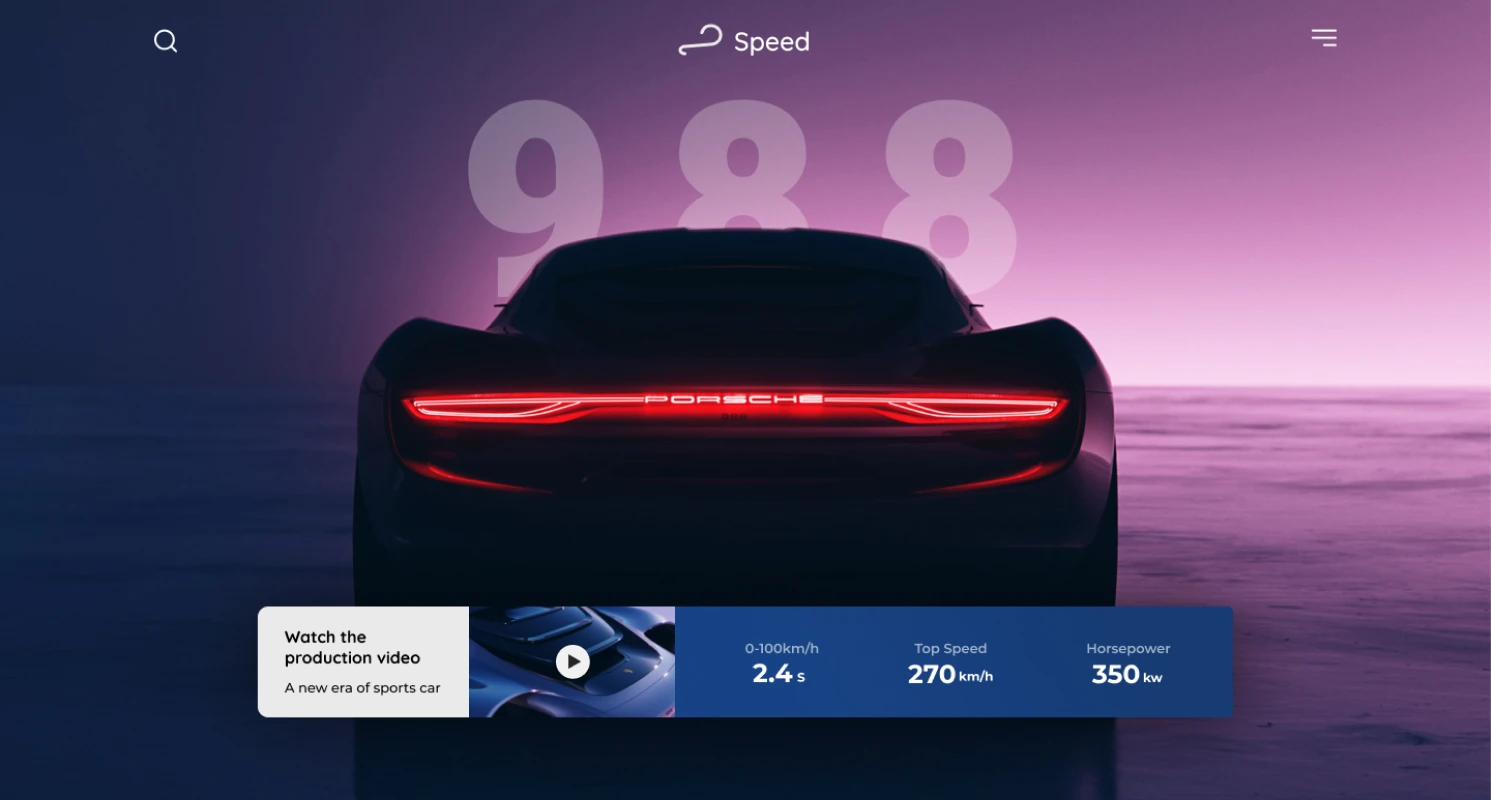 Speed
988
PORSCHE
Watch the
production video
A new era of sports car
0-100km/h
2.4 s
Top Speed
270 km/h
Horsepower
350 kw